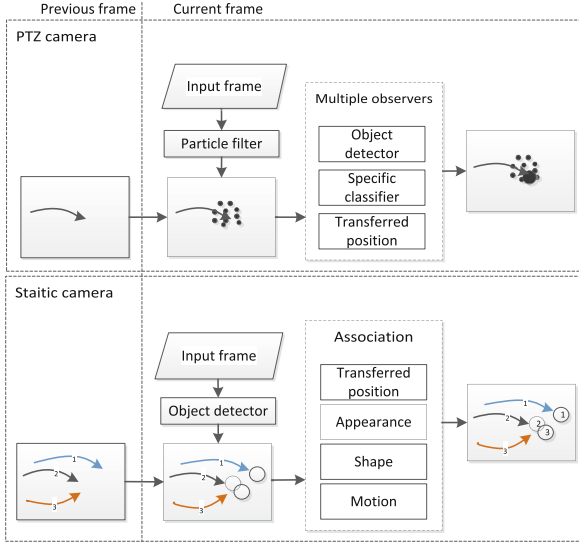 Previous frame
Current frame
PTZ camera
Input frame
Particle filter
Multiple observers
Object
detector
Specific
classifier
Transferred
position
Staitic camera
Input frame
Object detector
Association
Transferred
position
Appearance
Shape
Motion
1
2
3
1
2
3
1
2
3
1
2
3